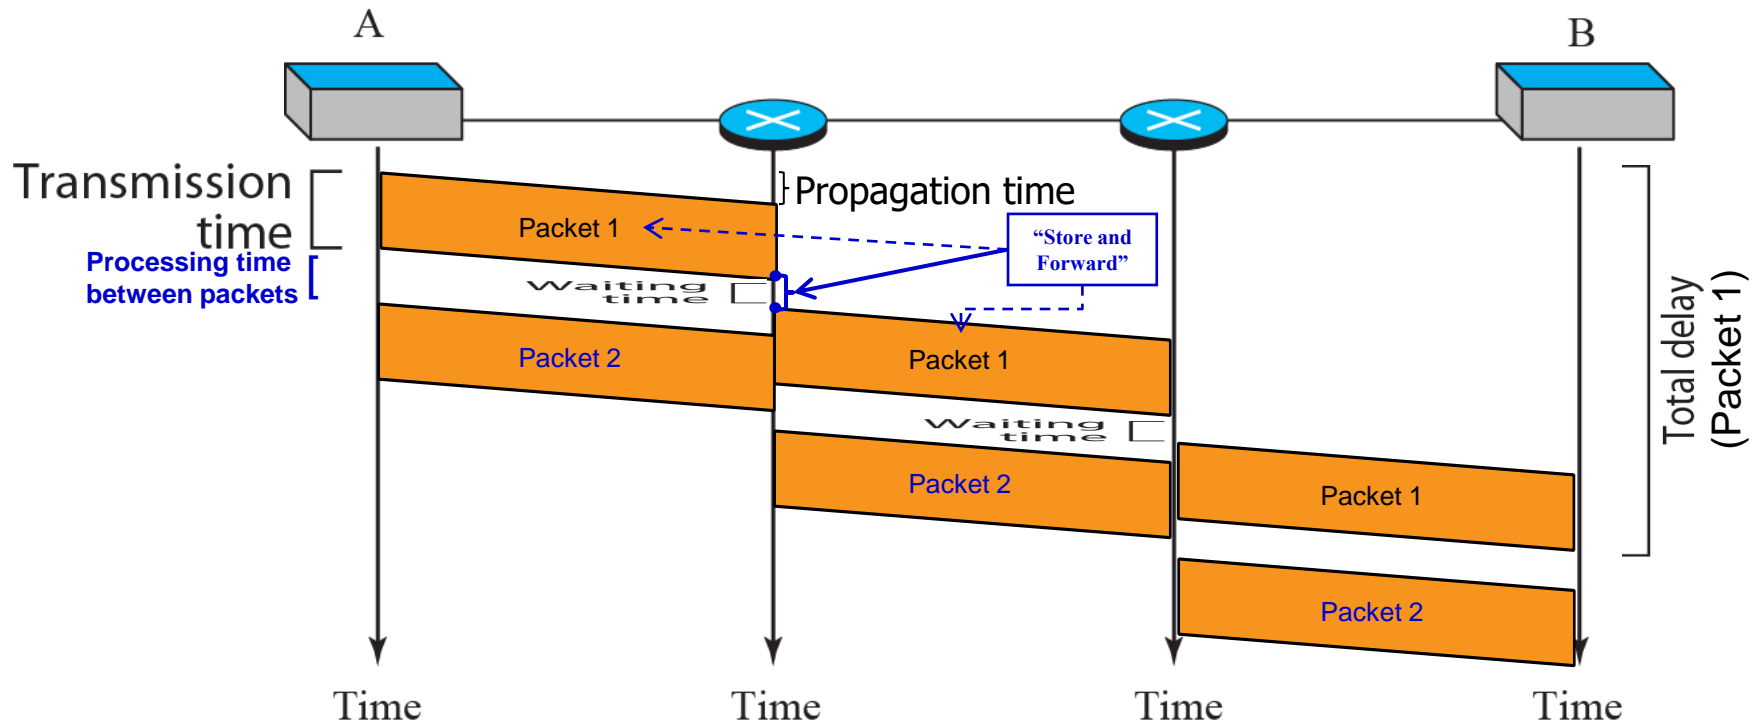 A
B
Transmission
time
Propagation time
Packet 1
“Store and
Forward”
Processing time
between packets
Waiting
time
Packet 2
Packet 1
Total delay
(Packet 1)
Waiting
time
Packet 2
Packet 1
Packet 2
Time
Time
Time
Time